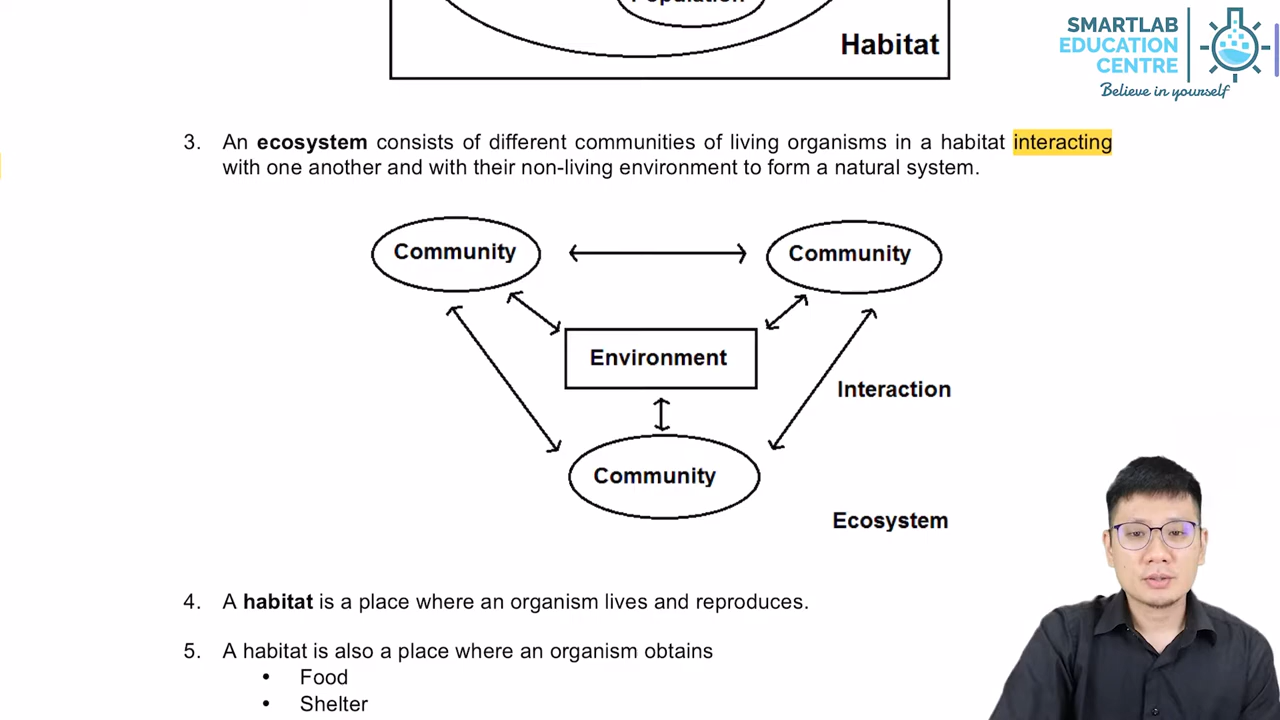 Population
Habitat
SMARTLAB
EDUCATION
CENTRE
Believe in yourself
3. An ecosystem consists of different communities of living organisms in a habitat interacting
with one another and with their non-living environment to form a natural system.
Community
Community
Environment
Interaction
Community
Ecosystem
4. A habitat is a place where an organism lives and reproduces.
5. A habitat is also a place where an organism obtains
• Food
• Shelter